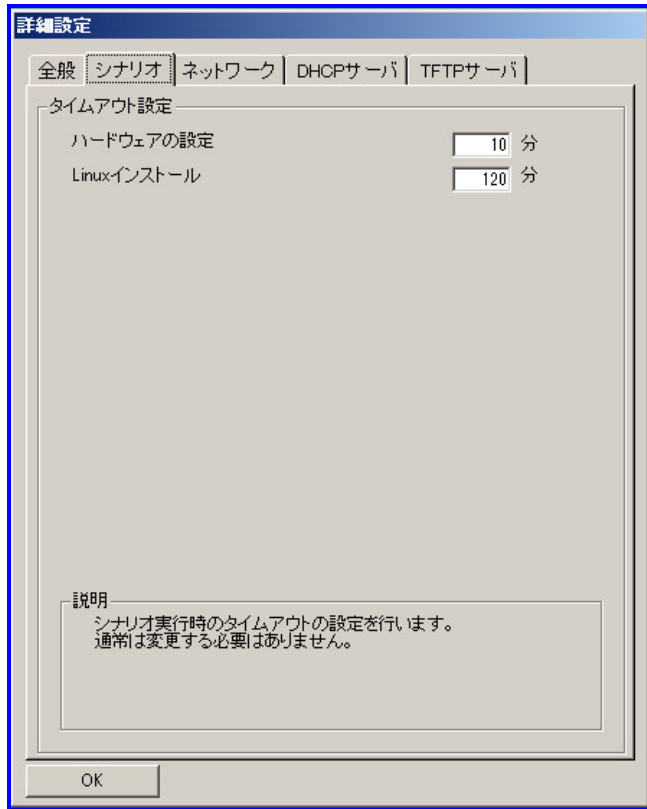 詳細設定
全般 シナリオ ネットワーク DHCPサーバ TFTPサーバ
タイムアウト設定
ハードウェアの設定 10 分
Linuxインストール 120 分
説明
シナリオ実行時のタイムアウトの設定を行います。
通常は変更する必要はありません。
OK